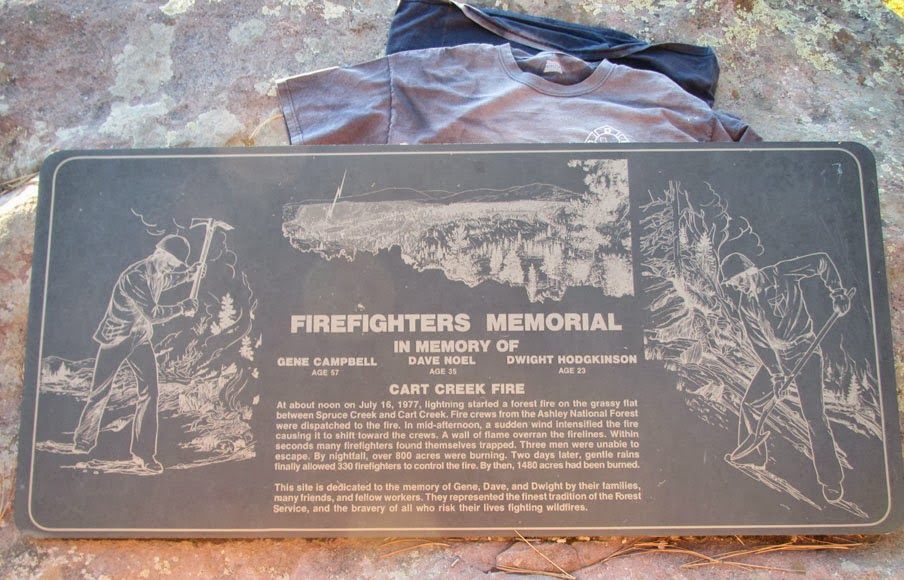 FIREFIGHTERS MEMORIAL
IN MEMORY OF
GENE CAMPBELL DAVE NOEL DWIGHT HODGKINSON
AGE 57 AGE 35 AGE 23
CART CREEK FIRE
At about noon on July 16, 1977, lightning started a forest fire on the grassy flat
between Spruce Creek and Cart Creek. Fire crews from the Ashley National Forest
were dispatched to the fire. In mid-afternoon, a sudden wind intensified the fire
causing it to shift toward the crews. A wall of flame overran the firelines. Within
seconds many firefighters found themselves trapped. Three men were unable to
escape. By nightfall, over 800 acres were burning. Two days later, gentle rains
finally allowed 330 firefighters to control the fire. By then, 1480 acres had been burned.
This site is dedicated to the memory of Gene, Dave, and Dwight by their families,
many friends, and fellow workers. They represented the finest tradition of the Forest
Service, and the bravery of all who risk their lives fighting wildfires.